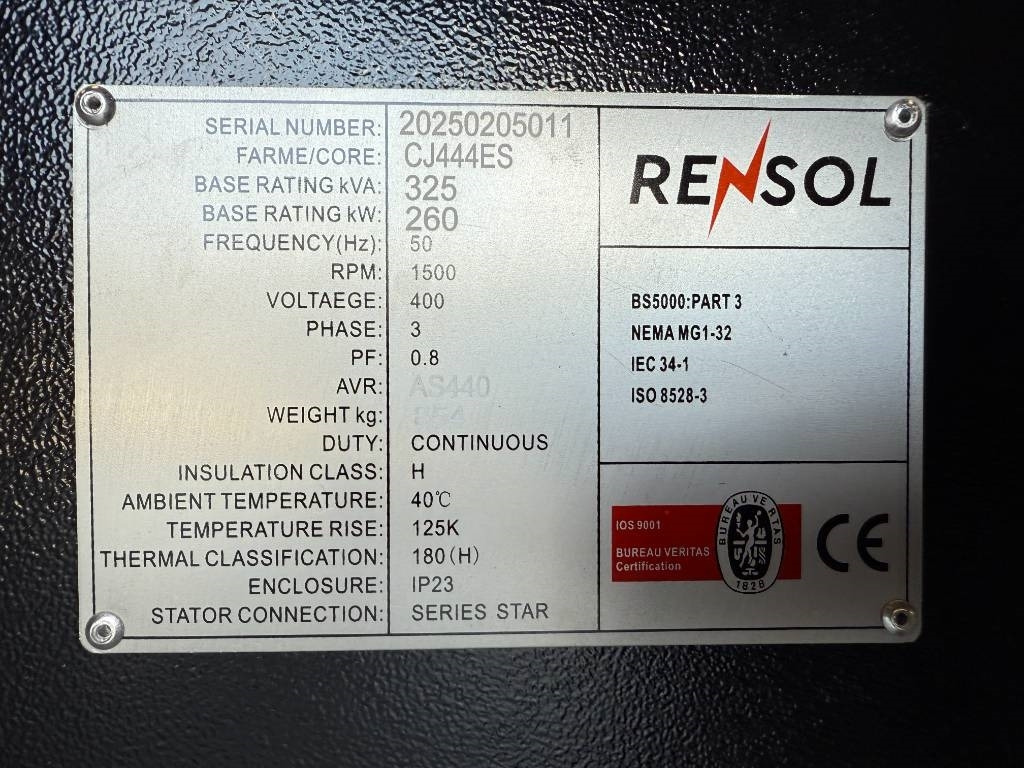 SERIAL NUMBER: 20250205011
FARME/CORE: CJ444ES
BASE RATING kVA: 325
BASE RATING kW: 260
FREQUENCY(Hz): 50
RPM: 1500
VOLTAEGE: 400
PHASE: 3
PF: 0.8
AVR: AS440
WEIGHT kg:
DUTY: CONTINUOUS
INSULATION CLASS: H
AMBIENT TEMPERATURE: 40℃
TEMPERATURE RISE: 125K
THERMAL CLASSIFICATION: 180(H)
ENCLOSURE: IP23
STATOR CONNECTION: SERIES STAR
RENSOL
BS5000:PART 3
NEMA MG1-32
IEC 34-1
ISO 8528-3
IOS 9001
BUREAU VERITAS
Certification
BUREAU VERITAS
1828
CE